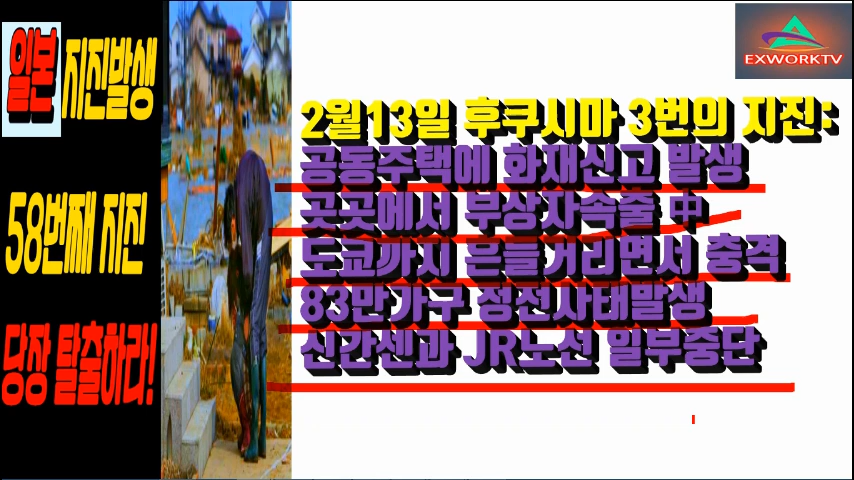 일본 지진발생
58번째 지진
당장 탈출하라!
EXWORKTV
2월13일 후쿠시마 3번의 지진:
공동주택에 화재신고 발생
곳곳에서 부상자속출 中
도쿄까지 흔들거리면서 충격
83만가구 정전사태발생
신간센과 JR노선 일부중단